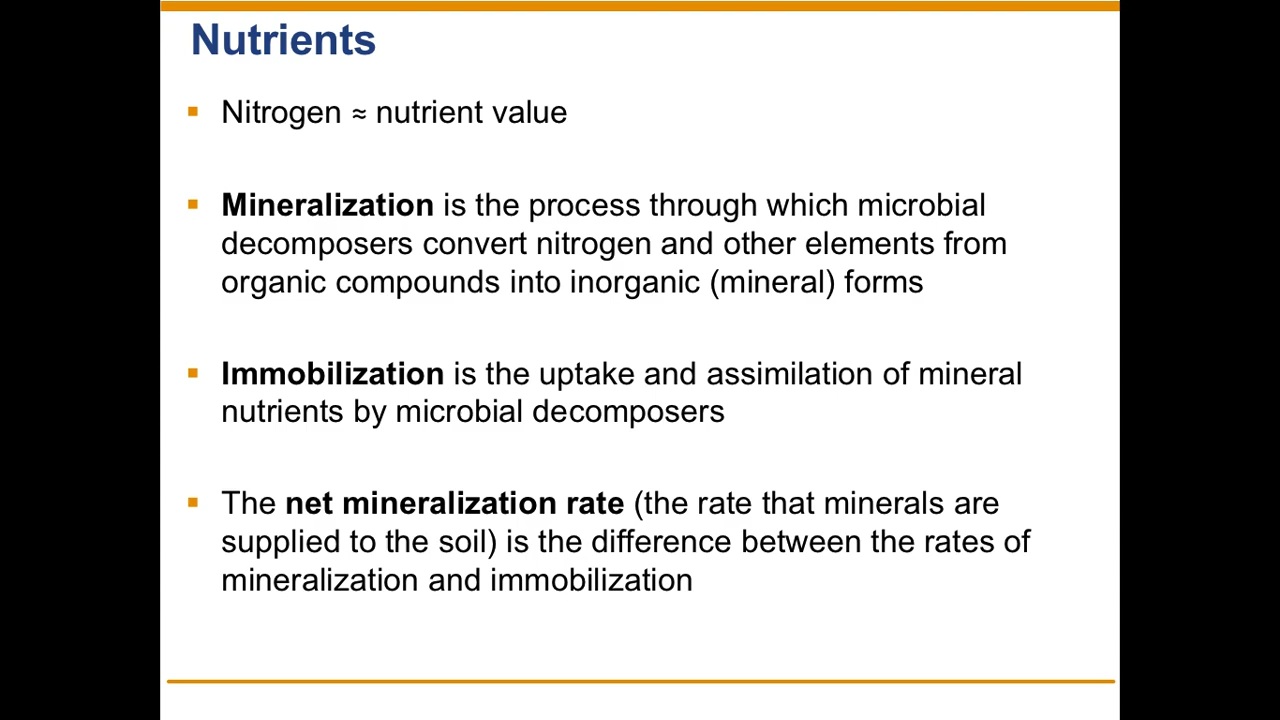 Nutrients
▪ Nitrogen ≈ nutrient value
▪ Mineralization is the process through which microbial
decomposers convert nitrogen and other elements from
organic compounds into inorganic (mineral) forms
▪ Immobilization is the uptake and assimilation of mineral
nutrients by microbial decomposers
▪ The net mineralization rate (the rate that minerals are
supplied to the soil) is the difference between the rates of
mineralization and immobilization